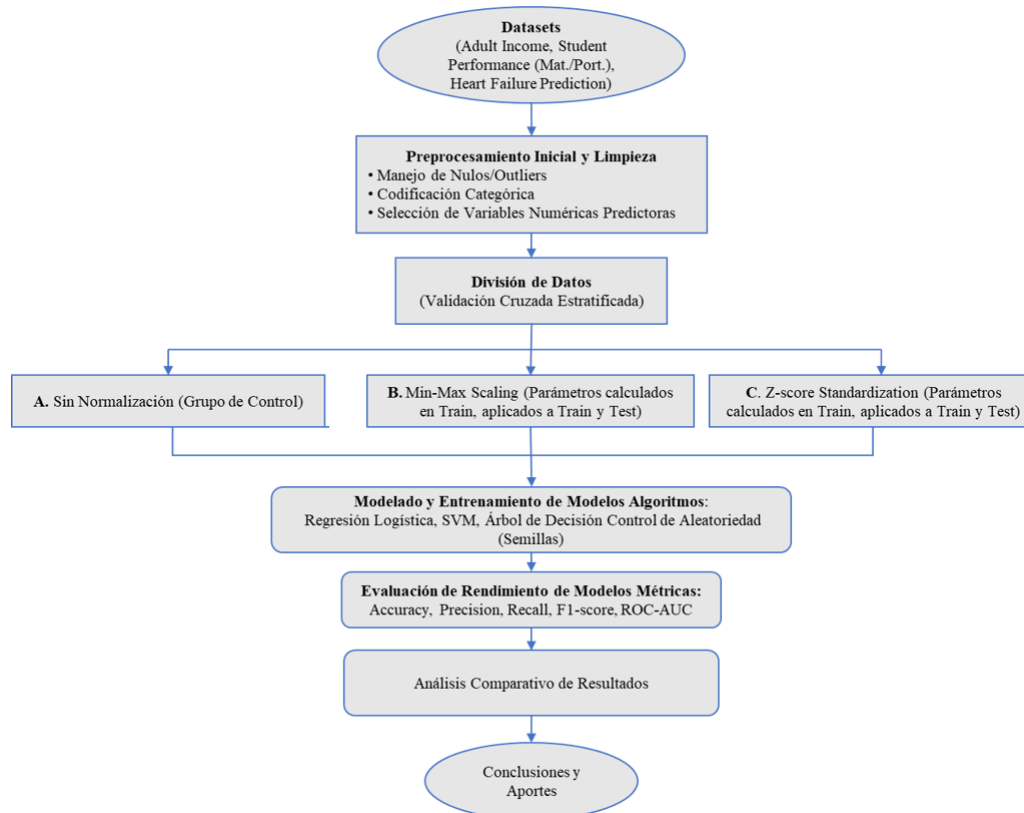 Datasets
(Adult Income, Student
Performance (Mat./Port.),
Heart Failure Prediction)
Preprocesamiento Inicial y Limpieza
• Manejo de Nulos/Outliers
• Codificación Categórica
• Selección de Variables Numéricas Predictoras
División de Datos
(Validación Cruzada Estratificada)
A. Sin Normalización (Grupo de Control)
B. Min-Max Scaling (Parámetros calculados
en Train, aplicados a Train y Test)
C. Z-score Standardization (Parámetros
calculados en Train, aplicados a Train y Test)
Modelado y Entrenamiento de Modelos Algoritmos:
Regresión Logística, SVM, Árbol de Decisión Control de Aleatoriedad
(Semillas)
Evaluación de Rendimiento de Modelos Métricas:
Accuracy, Precision, Recall, F1-score, ROC-AUC
Análisis Comparativo de Resultados
Conclusiones y
Aportes